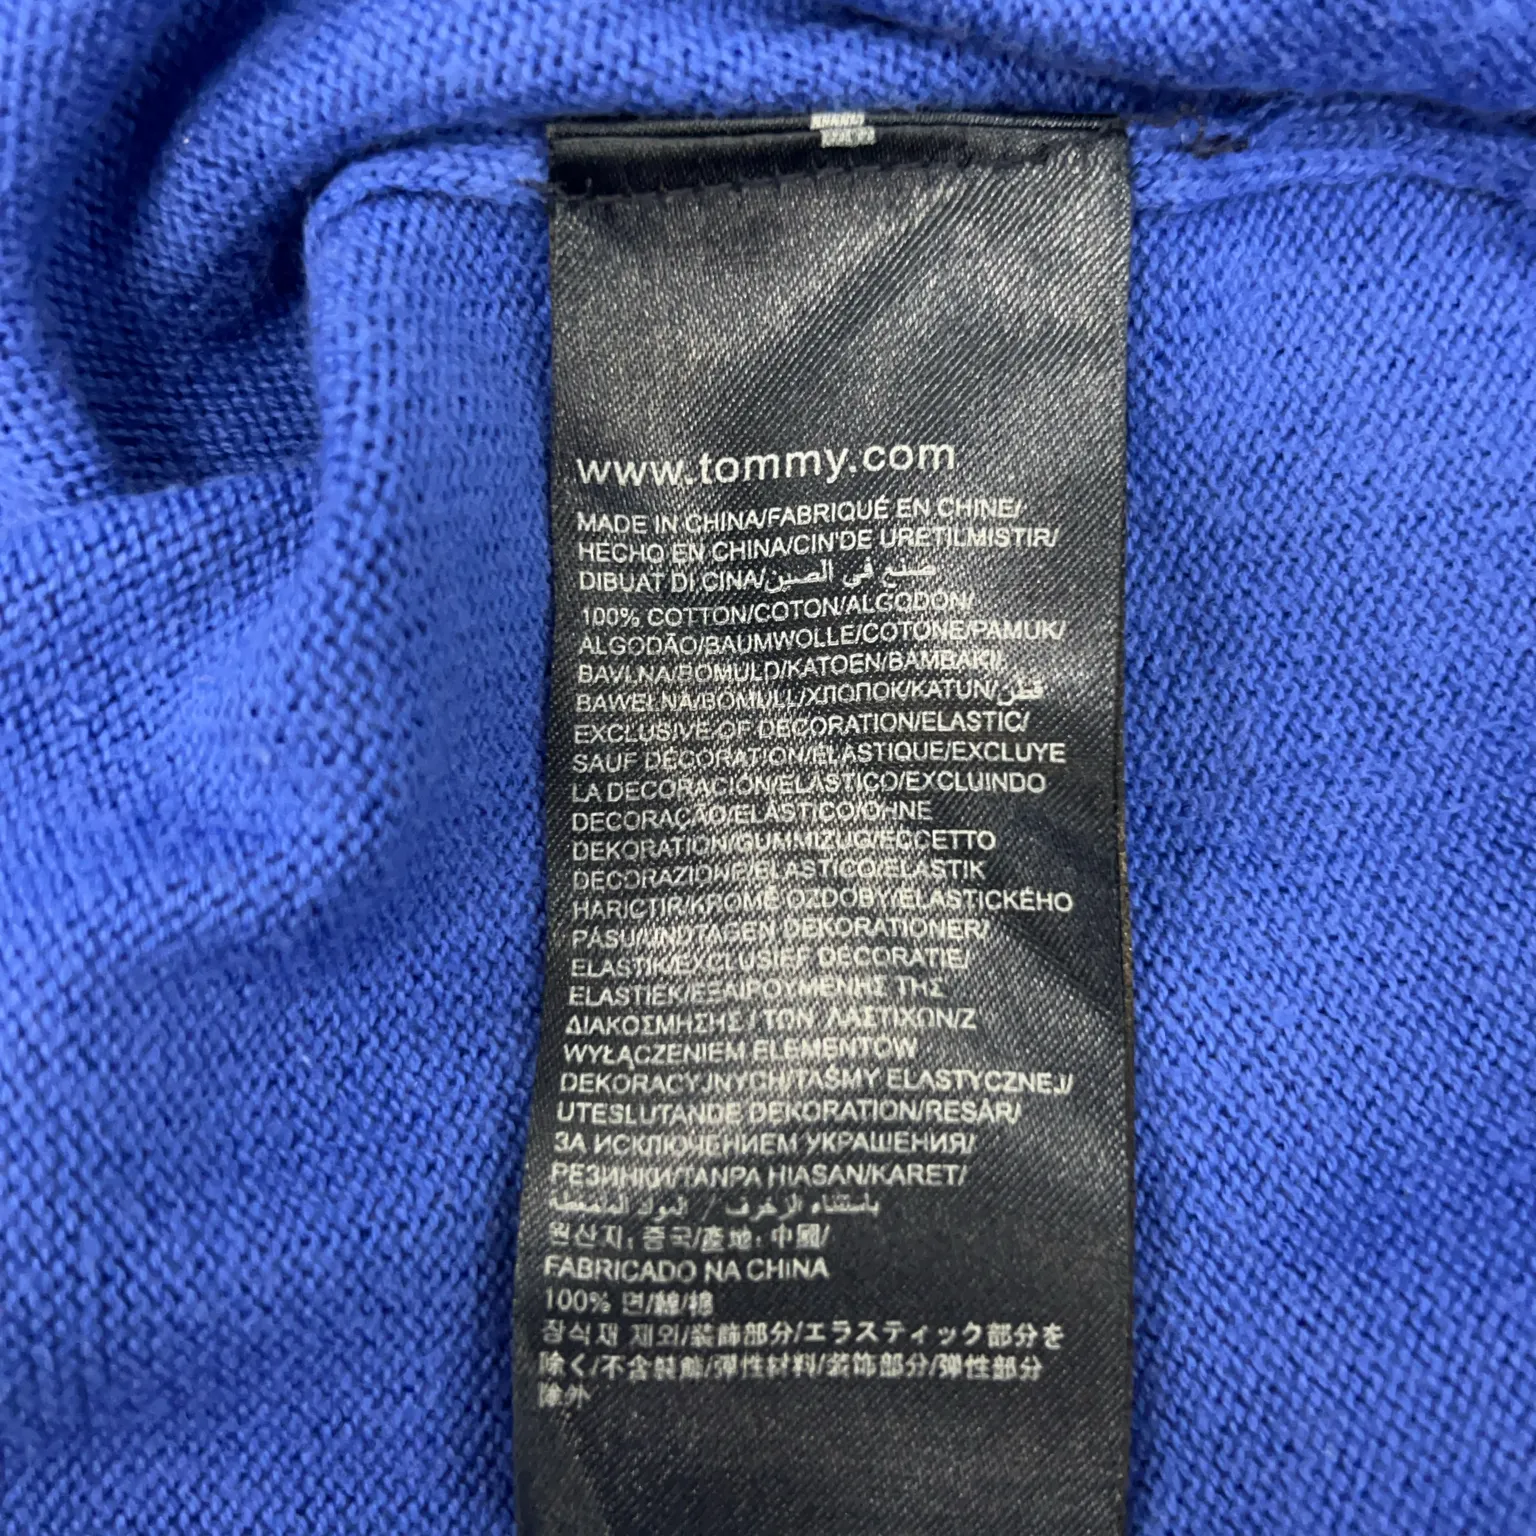 www.tommy.com
MADE IN CHINA/FABRIQUÉ EN CHINE/
HECHO EN CHINA/CIN'DE URETILMISTIR/
DIBUAT DI CINA/صنع في الصين
100% COTTON/COTON/ALGODON/
ALGODÃO/BAUMWOLLE/COTONE/PAMUK/
BAVLNA/BOMULD/KATOEN/BAMBAKI/
BAWEŁNA/BOMULL/ХЛОПОК/KATUN/قطن
EXCLUSIVE OF DECORATION/ELASTIC/
SAUF DÉCORATION/ÉLASTIQUE/EXCLUYE
LA DECORACIÓN/ELÁSTICO/EXCLUINDO
DECORAÇÃO/ELÁSTICO/OHNE
DEKORATION/GUMMIZUG/ECCETTO
DECORAZIONE/ELASTICO/ELASTIK
HARICTIR/KROMĚ OZDOBY/ELASTICKÉHO
PÁSU/UNDTAGEN DEKORATIONER/
ELASTIK/EXCLUSIEF DECORATIE/
ELASTIEK/ΕΞΑΙΡΟΥΜΕΝΗΣ ΤΗΣ
ΔΙΑΚΟΣΜΗΣΗΣ / ΤΩΝ ΛΑΣΤΙΧΩΝ/Z
WYŁĄCZENIEM ELEMENTÓW
DEKORACYJNYCH/TAŚMY ELASTYCZNEJ/
UTESLUTANDE DEKORATION/RESÅR/
ЗА ИСКЛЮЧЕНИЕМ УКРАШЕНИЯ/
РЕЗИНКИ/TANPA HIASAN/KARET/
باستثناء الزخرف / المواد الممغطة
원산지: 중국/產地: 中國/
FABRICADO NA CHINA
100% 면/綿/棉
장식재 제외/装飾部分/エラスティック部分を
除く/不含裝飾/彈性材料/装饰部分/弹性部分
除外